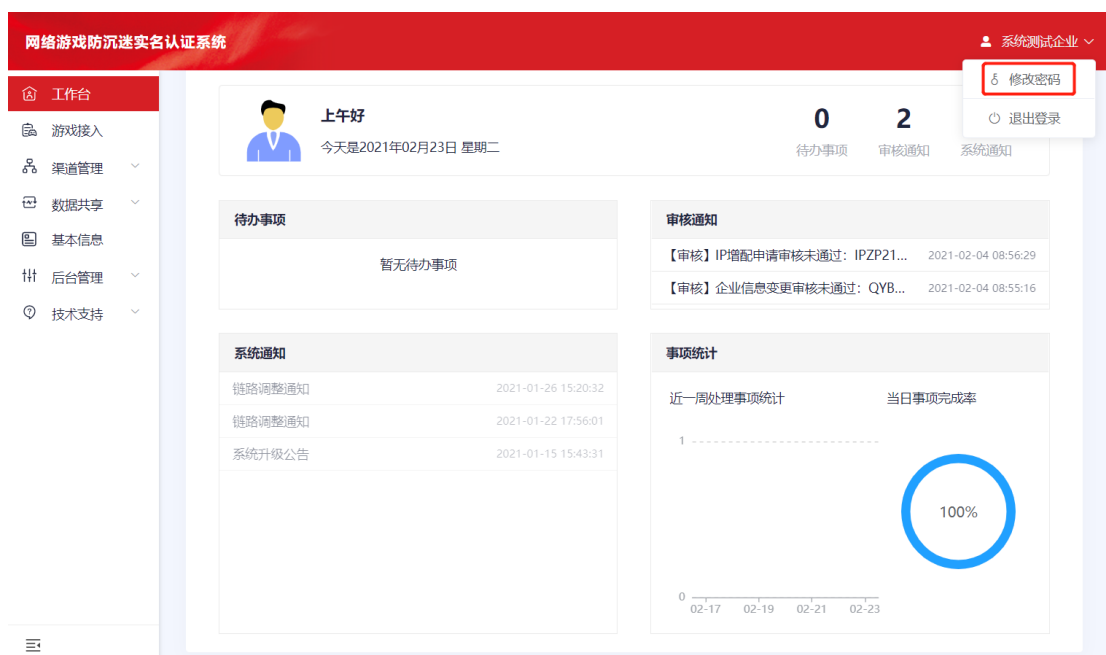 网络游戏防沉迷实名认证系统
系统测试企业
修改密码
退出登录
工作台
游戏接入
渠道管理
数据共享
基本信息
后台管理
技术支持
上午好
今天是2021年02月23日 星期二
0
待办事项
2
审核通知
系统通知
待办事项
暂无待办事项
审核通知
【审核】IP增配申请审核未通过：IPZP21... 2021-02-04 08:56:29
【审核】企业信息变更审核未通过：QYB... 2021-02-04 08:55:16
系统通知
链路调整通知 2021-01-26 15:20:32
链路调整通知 2021-01-22 17:56:01
系统升级公告 2021-01-15 15:43:31
事项统计
近一周处理事项统计
1
0
02-17 02-19 02-21 02-23
当日事项完成率
100%